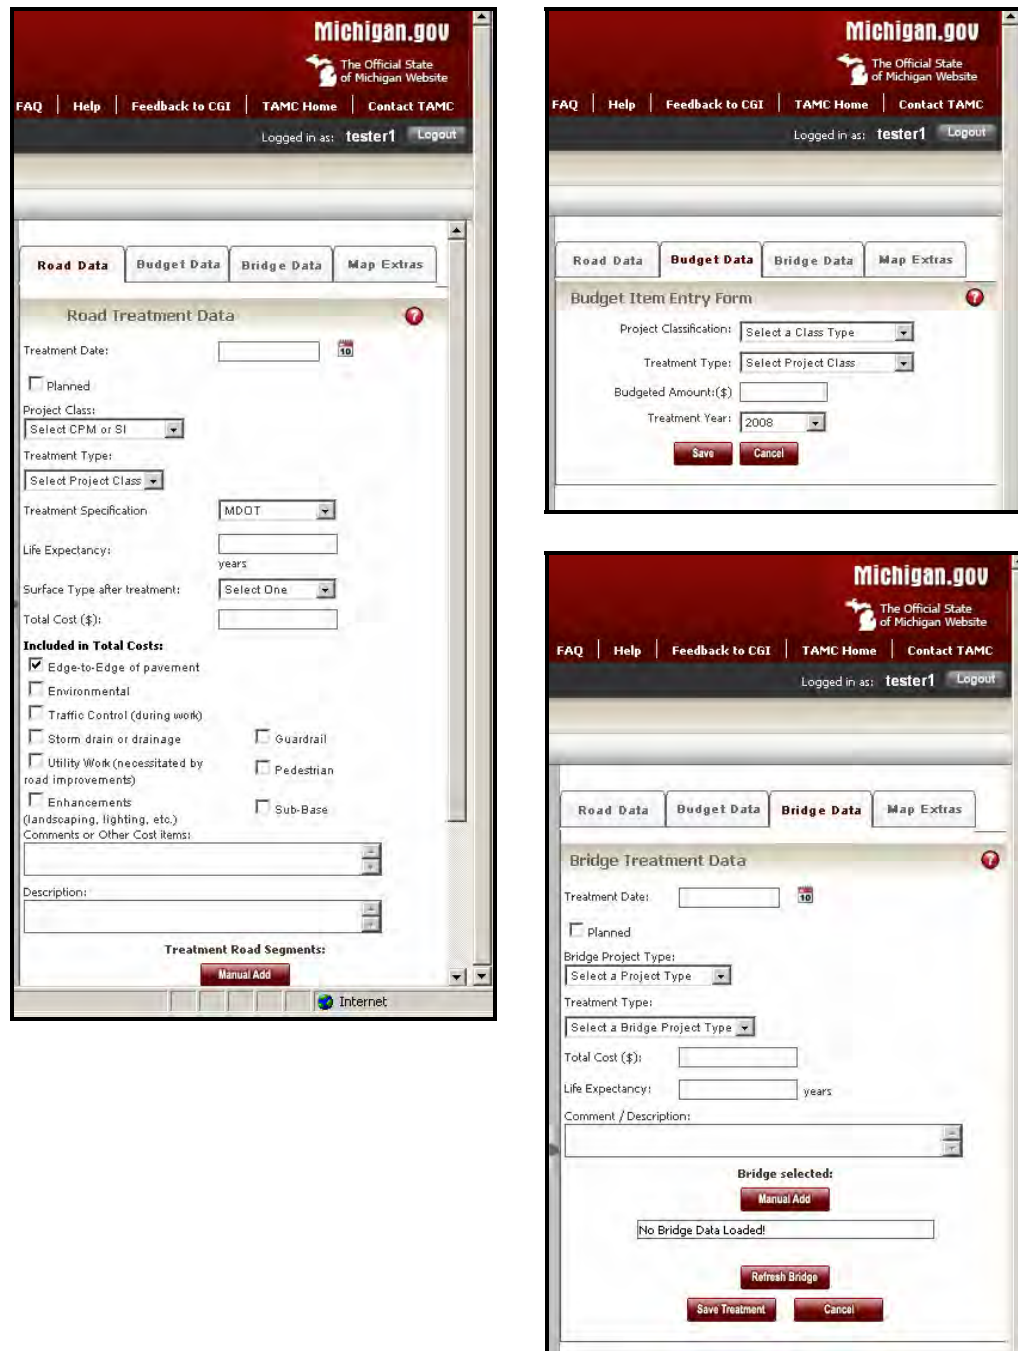 Michigan.gov
The Official State
of Michigan Website
FAQ Help Feedback to CGI TAMC Home Contact TAMC
Logged in as: tester1 Logout
Road Data Budget Data Bridge Data Map Extras
Road Treatment Data ?
Treatment Date: 10
Planned
Project Class:
Select CPM or SI
Treatment Type:
Select Project Class
Treatment Specification MDOT
Life Expectancy:
years
Surface Type after treatment: Select One
Total Cost ($):
Included in Total Costs:
Edge-to-Edge of pavement
Environmental
Traffic Control (during work)
Storm drain or drainage Guardrail
Utility Work (necessitated by
road improvements) Pedestrian
Enhancements
(landscaping, lighting, etc.) Sub-Base
Comments or Other Cost items:
Description:
Treatment Road Segments:
Manual Add
Internet
Michigan.gov
The Official State
of Michigan Website
FAQ Help Feedback to CGI TAMC Home Contact TAMC
Logged in as: tester1 Logout
Road Data Budget Data Bridge Data Map Extras
Budget Item Entry Form ?
Project Classification: Select a Class Type
Treatment Type: Select Project Class
Budgeted Amount:($)
Treatment Year: 2008
Save Cancel
Michigan.gov
The Official State
of Michigan Website
FAQ Help Feedback to CGI TAMC Home Contact TAMC
Logged in as: tester1 Logout
Road Data Budget Data Bridge Data Map Extras
Bridge Treatment Data ?
Treatment Date: 10
Planned
Bridge Project Type:
Select a Project Type
Treatment Type:
Select a Bridge Project Type
Total Cost ($):
Life Expectancy: years
Comment / Description:
Bridge selected:
Manual Add
No Bridge Data Loaded!
Refresh Bridge
Save Treatment Cancel